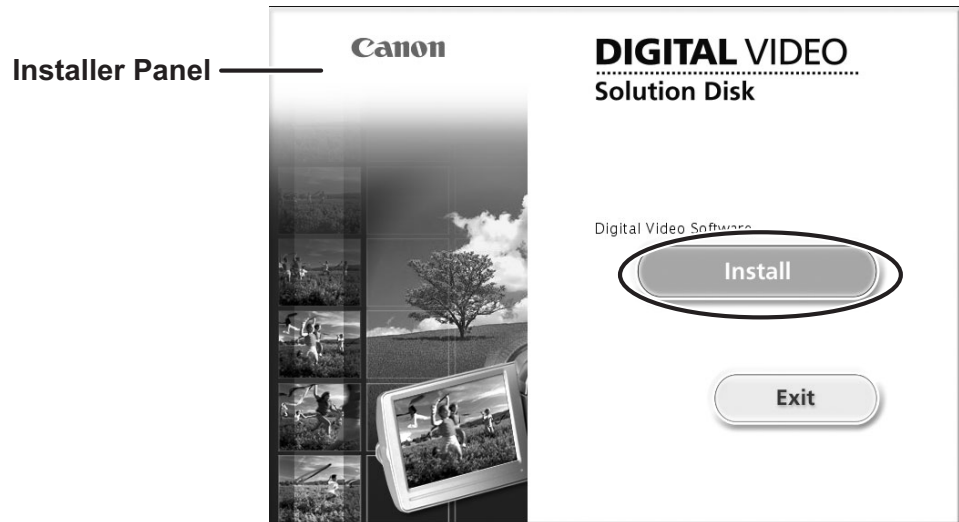 Installer Panel
Canon
DIGITAL VIDEO
Solution Disk
Digital Video Software
Install
Exit